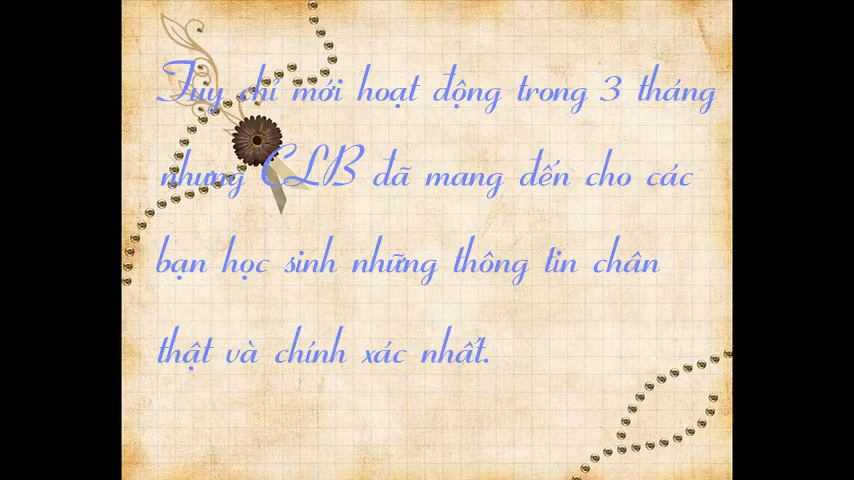 Tuy chỉ mới hoạt động trong 3 tháng
nhưng CLB đã mang đến cho các
bạn học sinh những thông tin chân
thật và chính xác nhất.